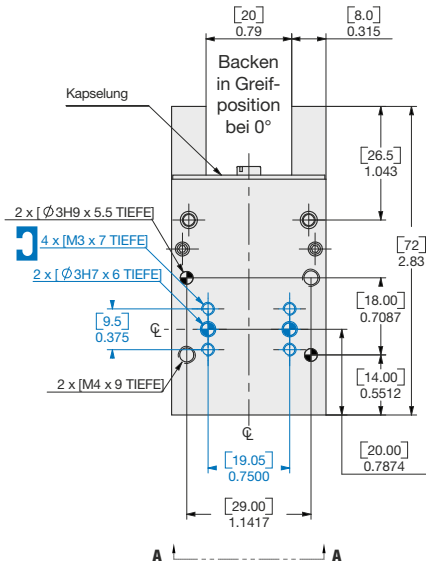 [20]
0.79
[8.0]
0.315
Backen
in Greif-
position
bei 0°
Kapselung
[26.5]
1.043
[72]
2.83
2 x [Ø3H9 x 5.5 TIEFE]
4 x [M3 x 7 TIEFE]
2 x [Ø3H7 x 6 TIEFE]
[9.5]
0.375
℄
[18.00]
0.7087
2 x [M4 x 9 TIEFE]
[14.00]
0.5512
℄
[19.05]
0.7500
[20.00]
0.7874
[29.00]
1.1417
A A